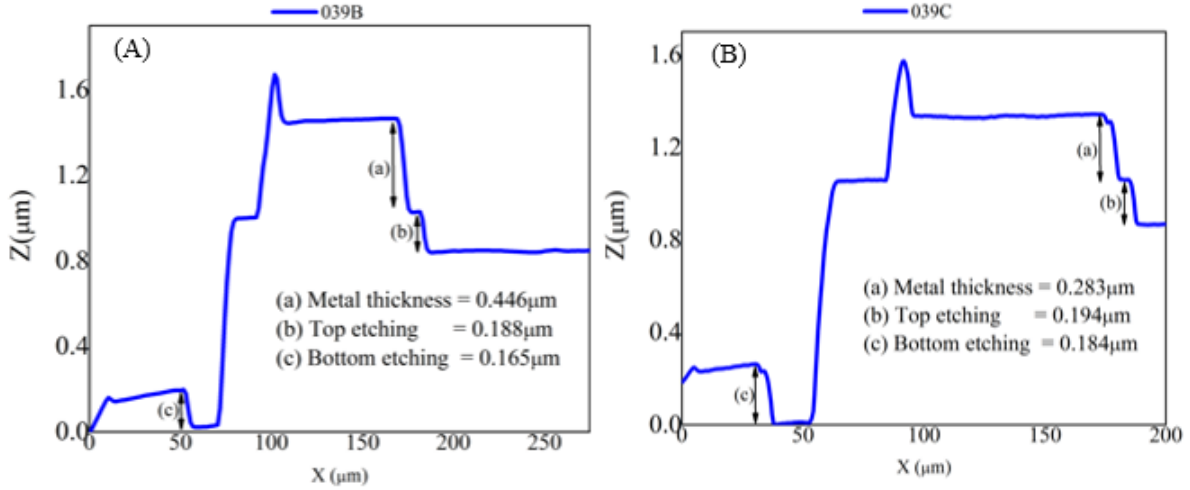 039B
(A)
Z(μm)
1.6
1.2
0.8
0.4
0.0
(a)
(b)
(c)
(a) Metal thickness = 0.446μm
(b) Top etching = 0.188μm
(c) Bottom etching = 0.165μm
0 50 100 150 200 250
X (μm)
039C
(B)
Z(μm)
1.6
1.2
0.8
0.4
0.0
(a)
(b)
(c)
(a) Metal thickness = 0.283μm
(b) Top etching = 0.194μm
(c) Bottom etching = 0.184μm
0 50 100 150 200
X (μm)